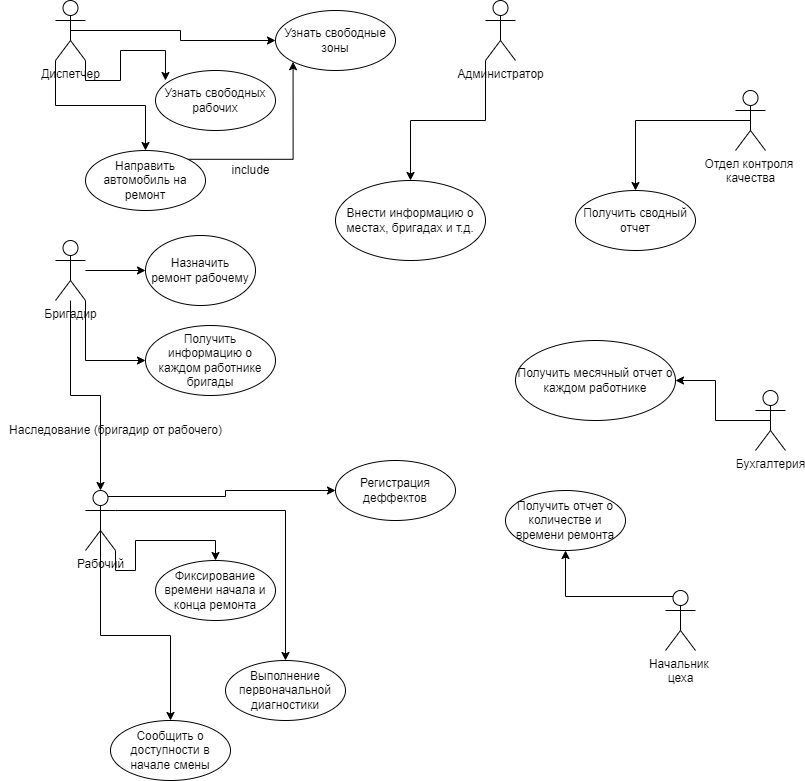 Узнать свободные
зоны
Диспетчер
Администратор
Узнать свободных
рабочих
Направить
автомобиль на
ремонт
include
Отдел контроля
качества
Внести информацию о
местах, бригадах и т.д.
Получить сводный
отчет
Назначить
ремонт рабочему
Бригадир
Получить
информацию о
каждом работнике
бригады
Получить месячный отчет о
каждом работнике
Наследование (бригадир от рабочего)
Бухгалтерия
Регистрация
деффектов
Получить отчет о
количестве и
времени ремонта
Рабочий
Фиксирование
времени начала и
конца ремонта
Начальник
цеха
Выполнение
первоначальной
диагностики
Сообщить о
доступности в
начале смены